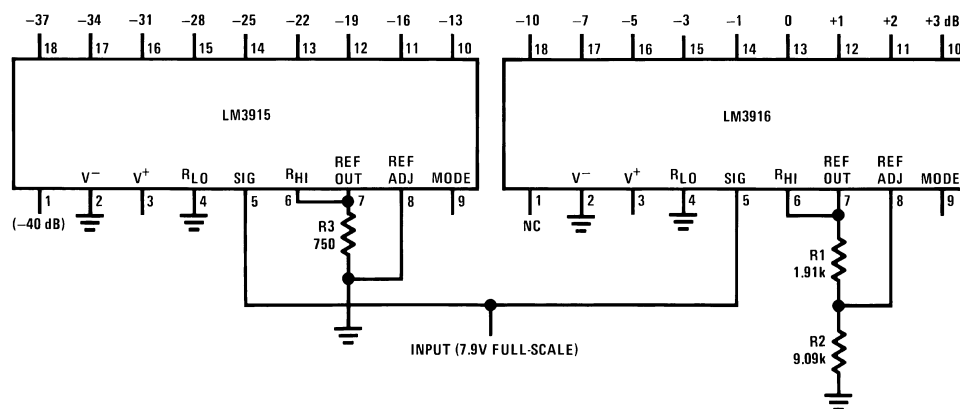 −37 −34 −31 −28 −25 −22 −19 −16 −13 −10 −7 −5 −3 −1 0 +1 +2 +3 dB
18 17 16 15 14 13 12 11 10 18 17 16 15 14 13 12 11 10
LM3915 LM3916
REF REF REF REF
V− V+ RLO SIG RHI OUT ADJ MODE V− V+ RLO SIG RHI OUT ADJ MODE
1 2 3 4 5 6 7 8 9 1 2 3 4 5 6 7 8 9
(−40 dB) NC
R3
750
R1
1.91k
INPUT (7.9V FULL-SCALE)
R2
9.09k